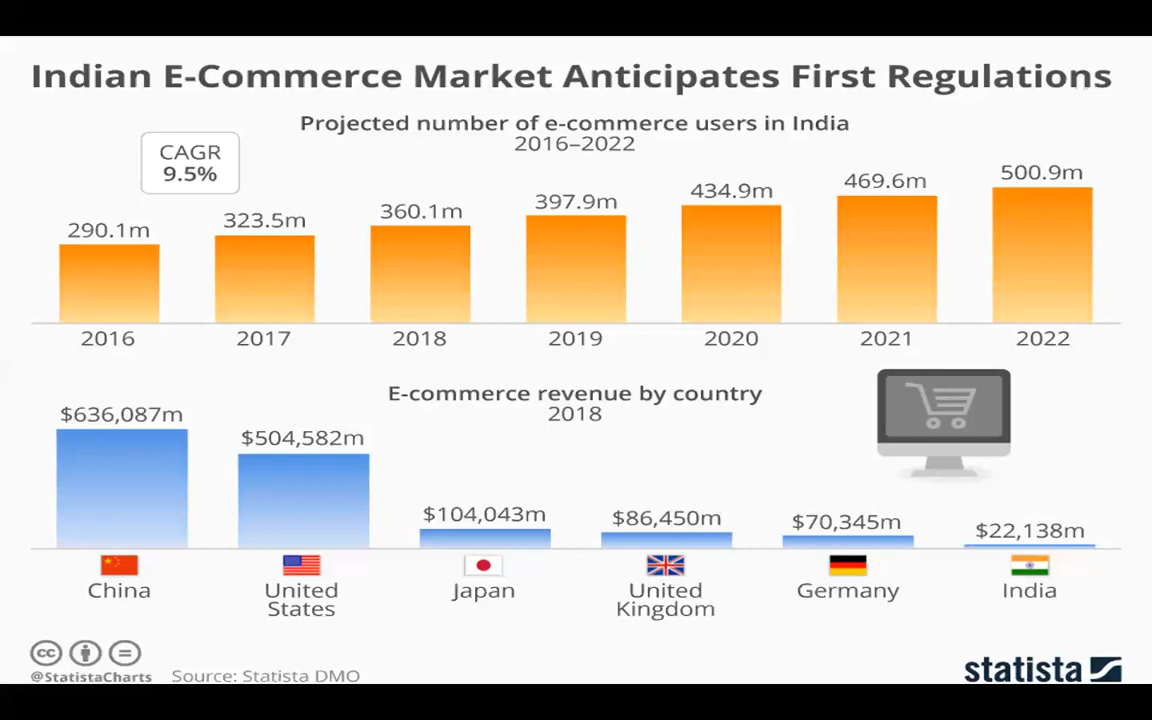 Indian E-Commerce Market Anticipates First Regulations
Projected number of e-commerce users in India
2016–2022
CAGR
9.5%
290.1m
323.5m
360.1m
397.9m
434.9m
469.6m
500.9m
2016
2017
2018
2019
2020
2021
2022
E-commerce revenue by country
2018
$636,087m
$504,582m
$104,043m
$86,450m
$70,345m
$22,138m
China
United
States
Japan
United
Kingdom
Germany
India
cc
@StatistaCharts
Source: Statista DMO
statista